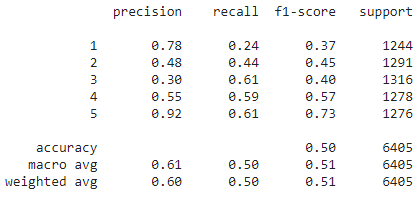 precision recall f1-score support
1 0.78 0.24 0.37 1244
2 0.48 0.44 0.45 1291
3 0.30 0.61 0.40 1316
4 0.55 0.59 0.57 1278
5 0.92 0.61 0.73 1276
accuracy 0.50 6405
macro avg 0.61 0.50 0.51 6405
weighted avg 0.60 0.50 0.51 6405